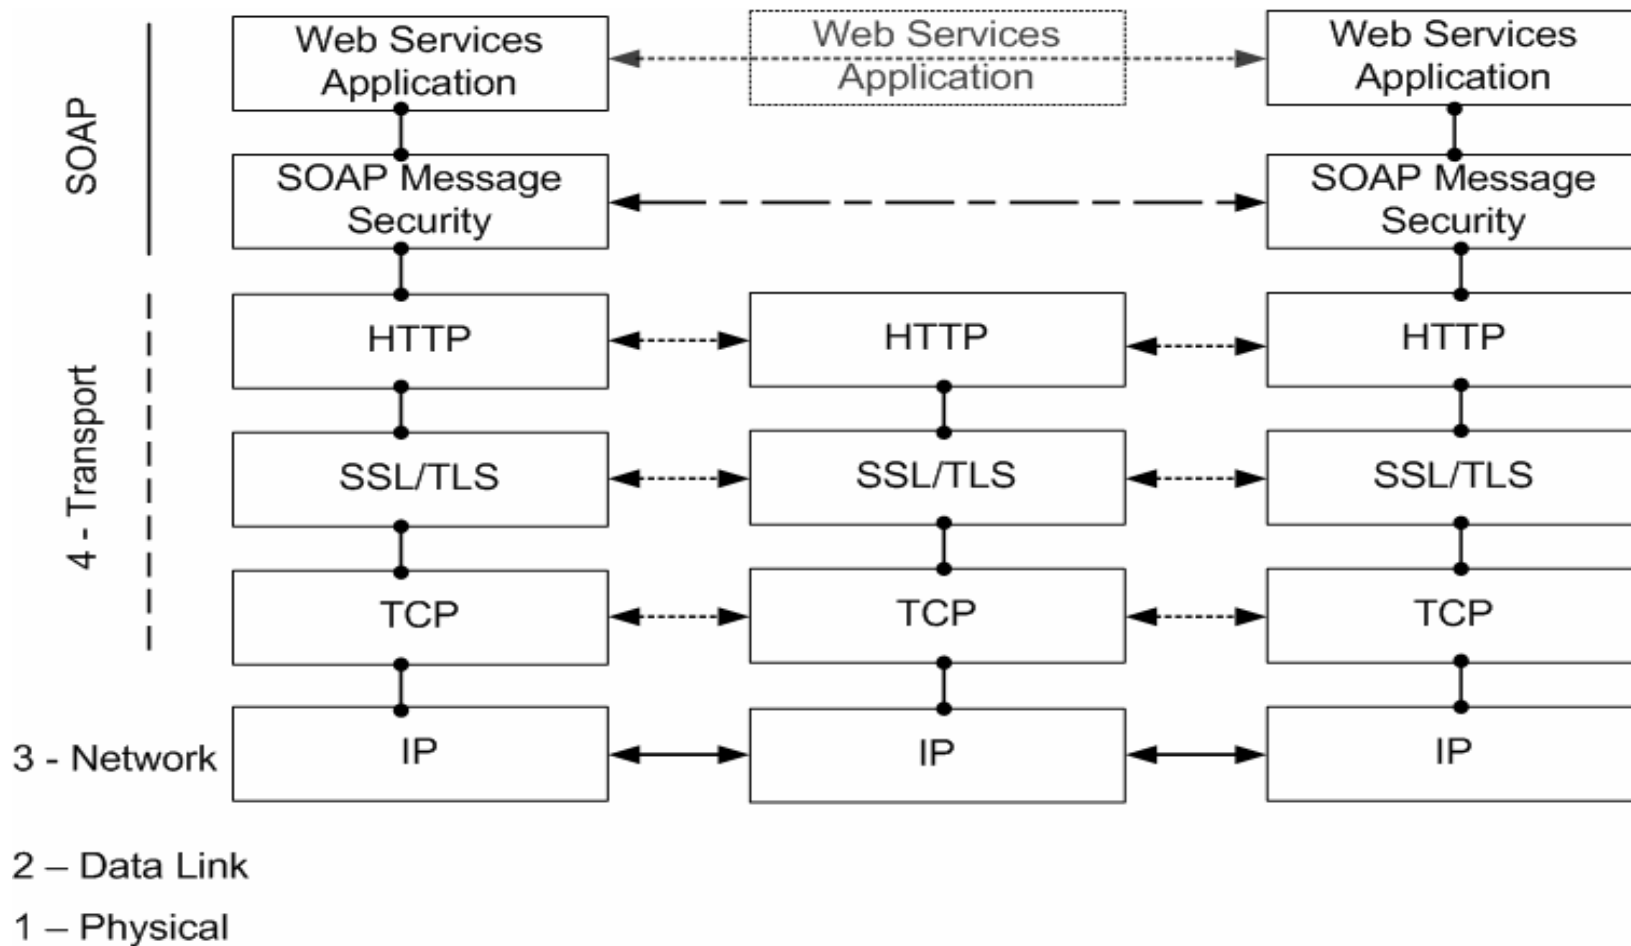 Web Services
Application
Web Services
Application
Web Services
Application
SOAP
SOAP Message
Security
SOAP Message
Security
4 - Transport
HTTP
HTTP
HTTP
SSL/TLS
SSL/TLS
SSL/TLS
TCP
TCP
TCP
3 - Network
IP
IP
IP
2 – Data Link
1 – Physical